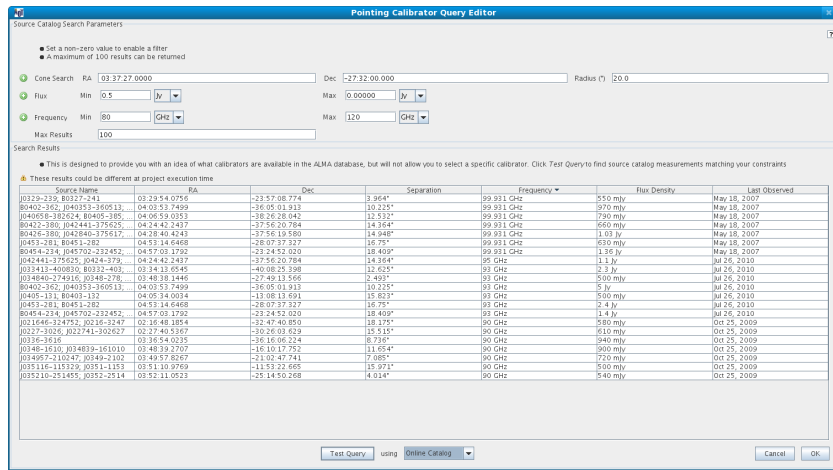 Pointing Calibrator Query Editor
Source Catalog Search Parameters
?
Set a non-zero value to enable a filter
A maximum of 100 results can be returned
Cone Search RA 03:37:27.0000 Dec -27:32:00.000 Radius (°) 20.0
Flux Min 0.5 Jy Max 0.00000 Jy
Frequency Min 80 GHz Max 120 GHz
Max Results 100
Search Results
This is designed to provide you with an idea of what calibrators are available in the ALMA database, but will not allow you to select a specific calibrator. Click Test Query to find source catalog measurements matching your constraints
These results could be different at project execution time
Source Name RA Dec Separation Frequency Flux Density Last Observed
J0329-239; B0327-241 03:29:54.0756 -23:57:08.774 3.964° 99.931 GHz 550 mJy May 18, 2007
B0402-362; J040353-360513; ... 04:03:53.7499 -36:05:01.913 10.225° 99.931 GHz 970 mJy May 18, 2007
J040658-382624; B0405-385; ... 04:06:59.0353 -38:26:28.042 12.532° 99.931 GHz 790 mJy May 18, 2007
B0422-380; J042441-375625; ... 04:24:42.2437 -37:56:20.784 14.364° 99.931 GHz 660 mJy May 18, 2007
B0426-380; J042840-375617; ... 04:28:40.4243 -37:56:19.580 14.948° 99.931 GHz 1.03 Jy May 18, 2007
J0453-281; B0451-282 04:53:14.6468 -28:07:37.327 16.75° 99.931 GHz 630 mJy May 18, 2007
B0454-234; J045702-232452; ... 04:57:03.1792 -23:24:52.020 18.409° 99.931 GHz 1.36 Jy May 18, 2007
J042441-375625; J0424-379; ... 04:24:42.2437 -37:56:20.784 14.364° 95 GHz 1.1 Jy Jul 26, 2010
J033413-400830; B0332-403; ... 03:34:13.6545 -40:08:25.398 12.625° 93 GHz 2.3 Jy Jul 26, 2010
J034840-274916; J0348-278; ... 03:48:38.1446 -27:49:13.566 2.493° 93 GHz 500 mJy Jul 26, 2010
B0402-362; J040353-360513; ... 04:03:53.7499 -36:05:01.913 10.225° 93 GHz 5 Jy Jul 26, 2010
J0405-131; B0403-132 04:05:34.0034 -13:08:13.691 15.823° 93 GHz 500 mJy Jul 26, 2010
J0453-281; B0451-282 04:53:14.6468 -28:07:37.327 16.75° 93 GHz 2.4 Jy Jul 26, 2010
B0454-234; J045702-232452; ... 04:57:03.1792 -23:24:52.020 18.409° 93 GHz 1.4 Jy Jul 26, 2010
J021646-324752; J0216-3247 02:16:48.1854 -32:47:40.850 18.175° 90 GHz 580 mJy Oct 25, 2009
J0227-3026; J022741-302627 02:27:40.5367 -30:26:03.629 15.515° 90 GHz 610 mJy Oct 25, 2009
J0336-3616 03:36:54.0235 -36:16:06.224 8.736° 90 GHz 940 mJy Oct 25, 2009
J0348-1610; J034839-161010 03:48:39.2707 -16:10:17.752 11.654° 90 GHz 900 mJy Oct 25, 2009
J034957-210247; J0349-2102 03:49:57.8267 -21:02:47.741 7.085° 90 GHz 720 mJy Oct 25, 2009
J035116-115329; J0351-1153 03:51:10.9769 -11:53:22.665 15.971° 90 GHz 500 mJy Oct 25, 2009
J035210-251455; J0352-2514 03:52:11.0523 -25:14:50.268 4.014° 90 GHz 540 mJy Oct 25, 2009
Test Query using Online Catalog Cancel OK